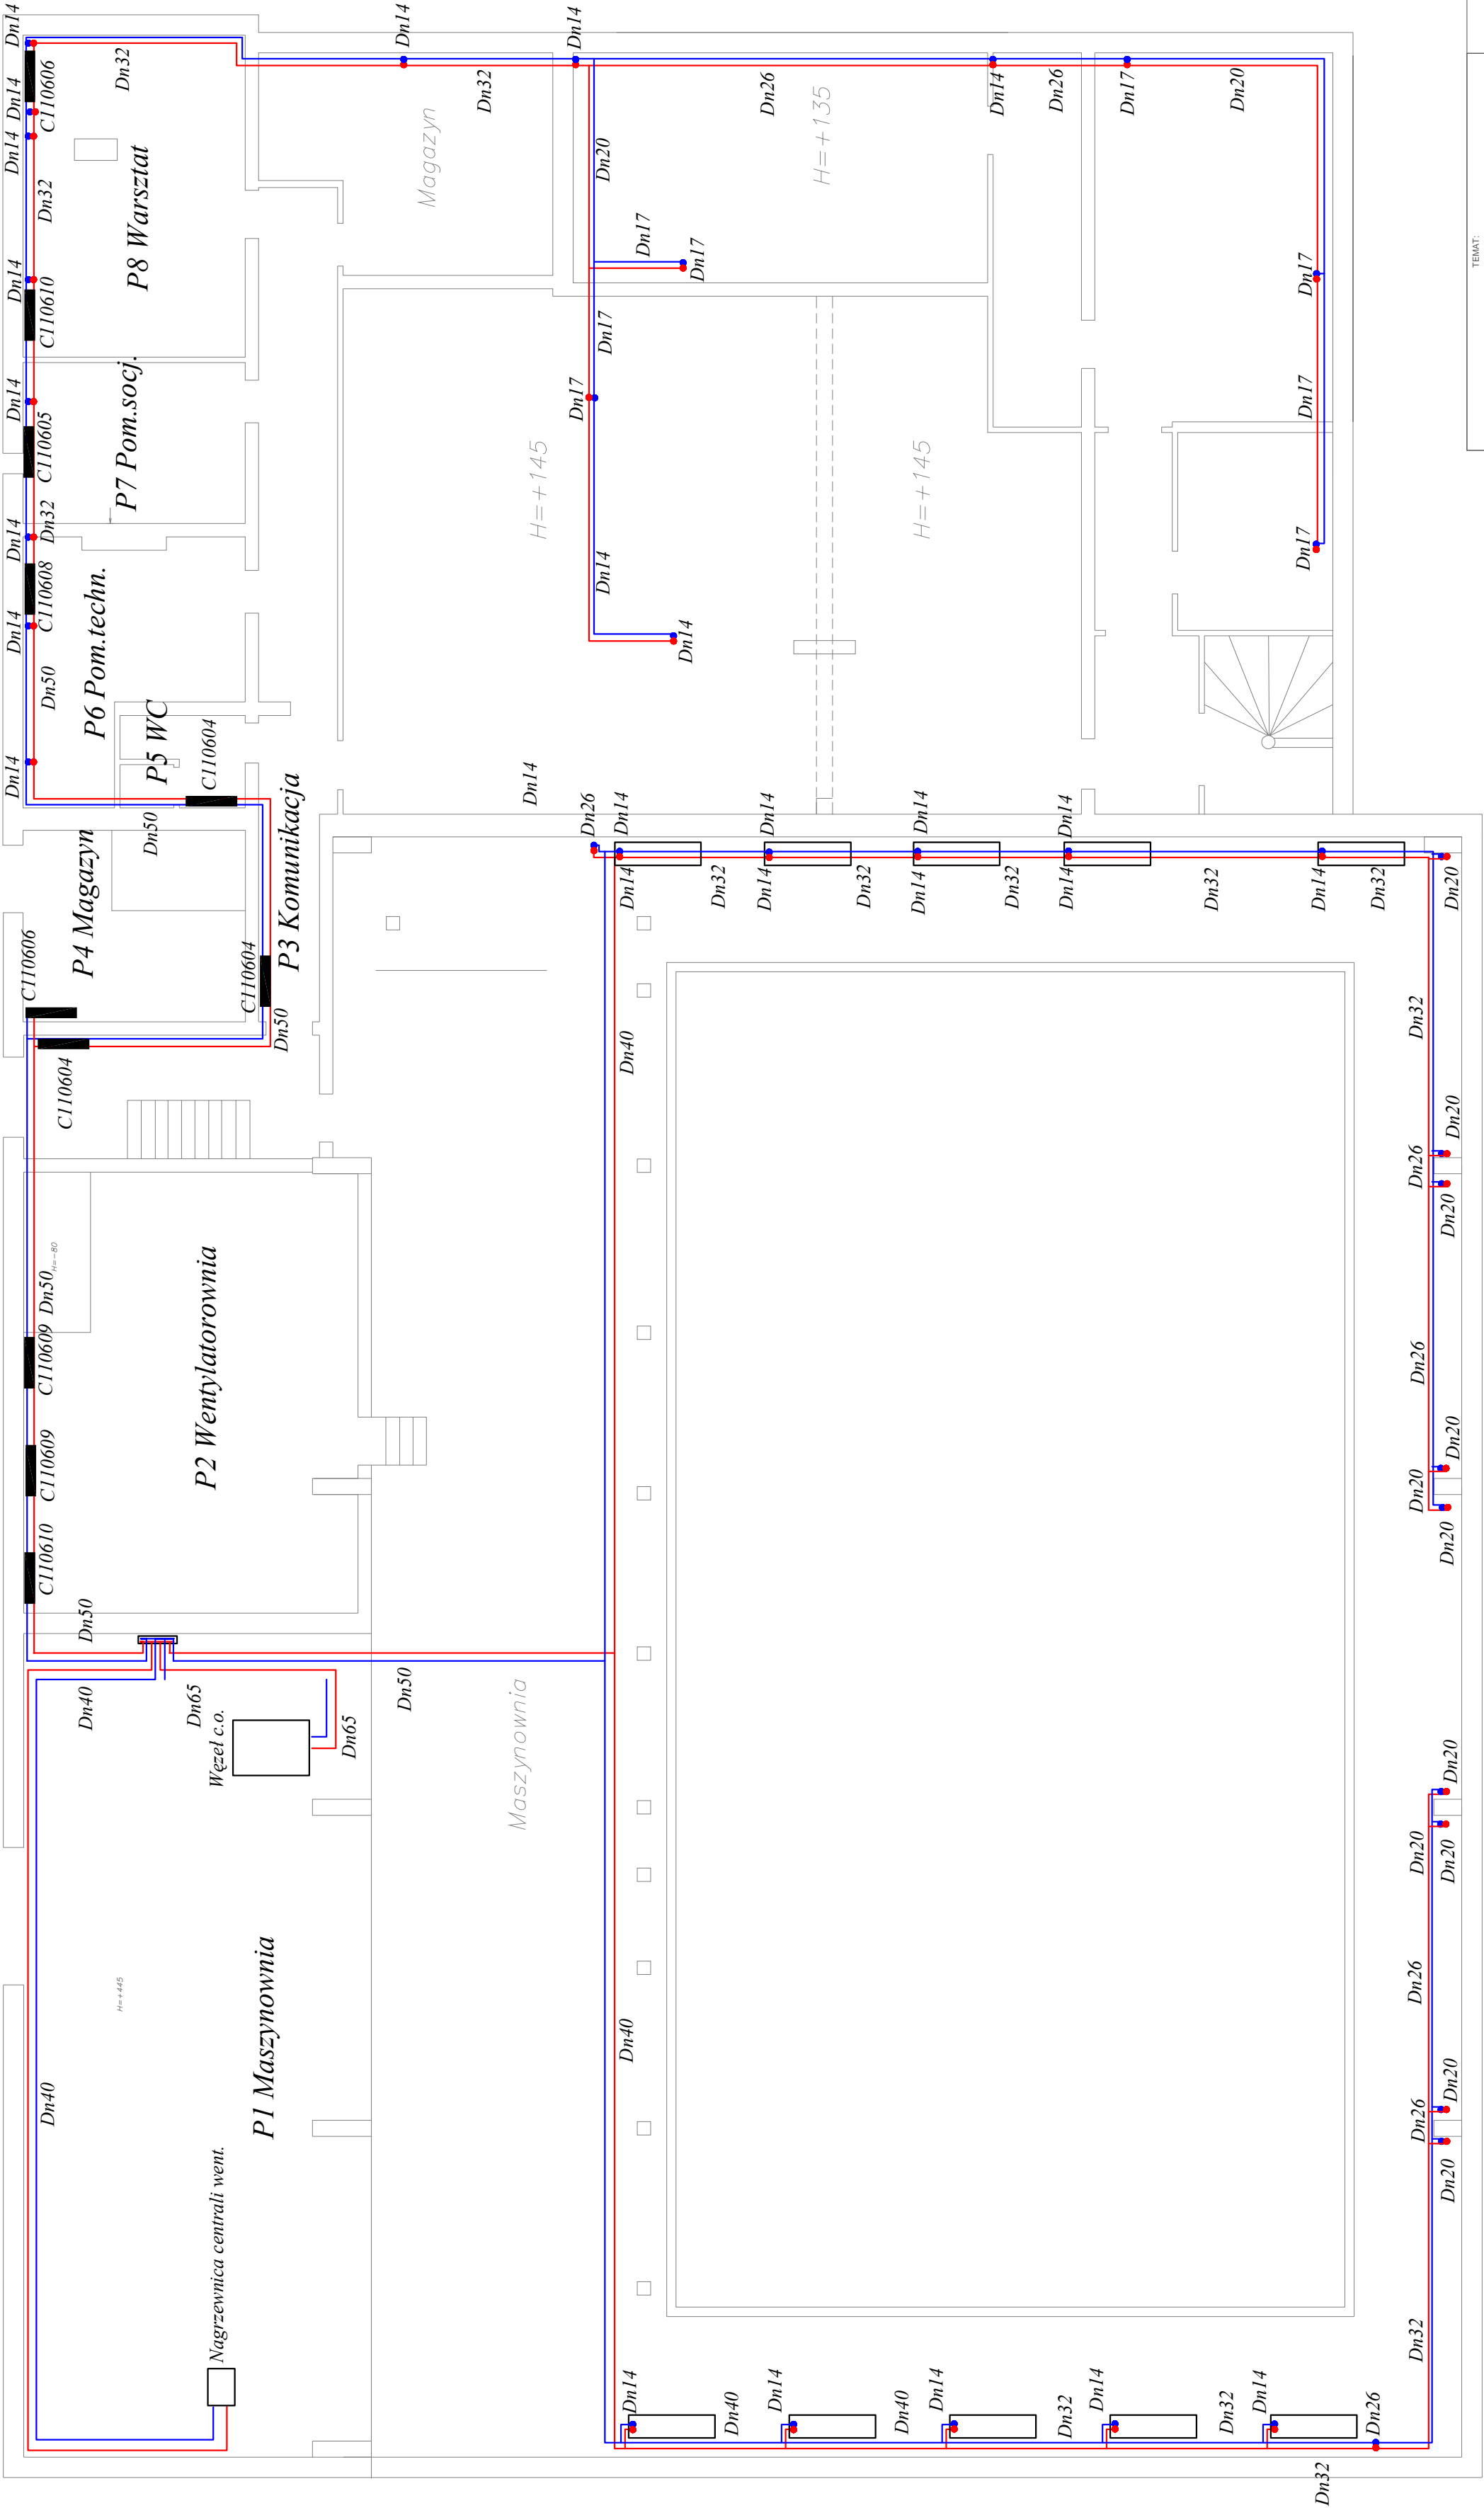 Dn14
Dn14
Dn14
C110606
Dn32
Dn32
P8 Warsztat
Dn14
C110610
Dn14
C110605
P7 Pom.socj.
Dn14
Dn32
C110608
Dn14
P6 Pom.techn.
Dn50
Dn14
P5 WC
C110604
Dn50
P4 Magazyn
P3 Komunikacja
C110606
C110604
Dn50
C110604
Dn14
Dn32
Dn14
Magazyn
Dn20
Dn26
H=+135
Dn14
Dn26
Dn17
Dn20
Dn17
Dn17
Dn17
Dn17
Dn17
Dn17
H=+145
H=+145
Dn14
Dn14
Dn17
Dn14
Dn26
Dn14
Dn14
Dn14
Dn14
Dn14
Dn32
Dn14
Dn32
Dn14
Dn32
Dn14
Dn32
Dn14
Dn32
Dn20
Dn40
Dn32
Dn20
Dn26
Dn20
Dn26
Dn20
Dn20
Dn20
H=-80
Dn50
C110609
C110609
C110610
P2 Wentylatorownia
Dn50
Dn40
Dn65
Węzeł c.o.
Dn65
Dn50
Maszynownia
P1 Maszynownia
H=+445
Dn40
Nagrzewnica centrali went.
Dn40
Dn20
Dn20
Dn20
Dn26
Dn20
Dn26
Dn20
Dn32
Dn14
Dn40
Dn14
Dn40
Dn14
Dn32
Dn14
Dn32
Dn14
Dn26
Dn32
TEMAT: